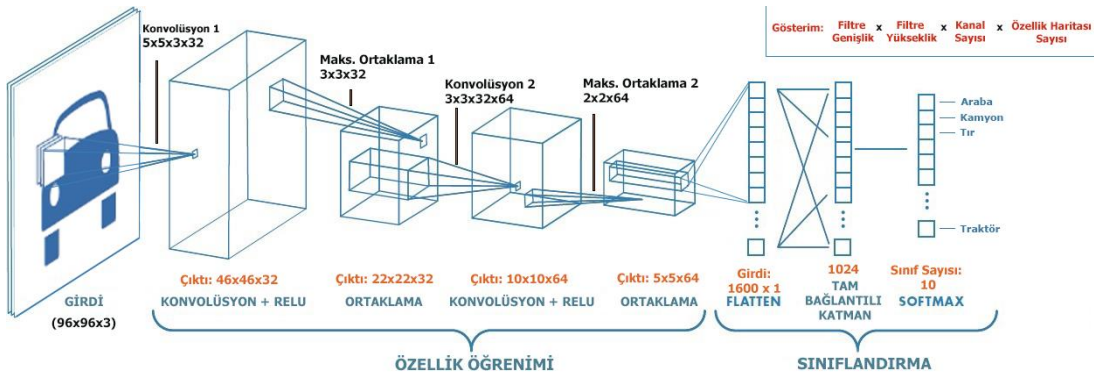 Konvolüsyon 1
5x5x3x32
Maks. Ortaklama 1
3x3x32
Konvolüsyon 2
3x3x32x64
Maks. Ortaklama 2
2x2x64
Gösterim: Filtre Genişlik x Filtre Yükseklik x Kanal Sayısı x Özellik Haritası Sayısı
Araba
Kamyon
Tır
Traktör
GİRDİ
(96x96x3)
Çıktı: 46x46x32
KONVOLÜSYON + RELU
Çıktı: 22x22x32
ORTAKLAMA
Çıktı: 10x10x64
KONVOLÜSYON + RELU
Çıktı: 5x5x64
ORTAKLAMA
Girdi:
1600 x 1
FLATTEN
1024
TAM
BAĞLANTILI
KATMAN
Sınıf Sayısı:
10
SOFTMAX
ÖZELLİK ÖĞRENİMİ
SINIFLANDIRMA